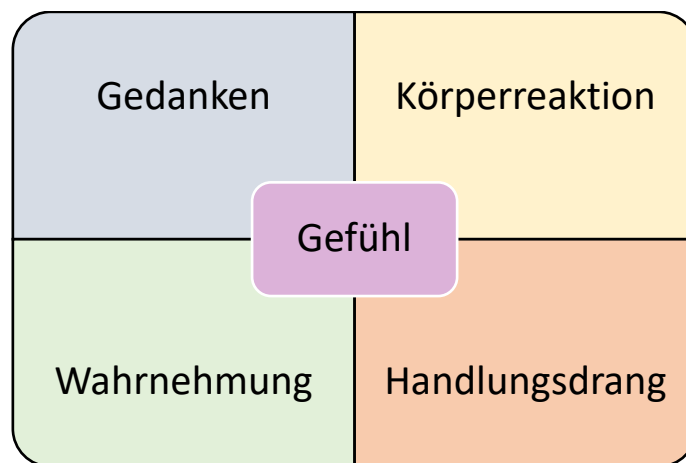 Gedanken
Körperreaktion
Gefühl
Wahrnehmung
Handlungsdrang